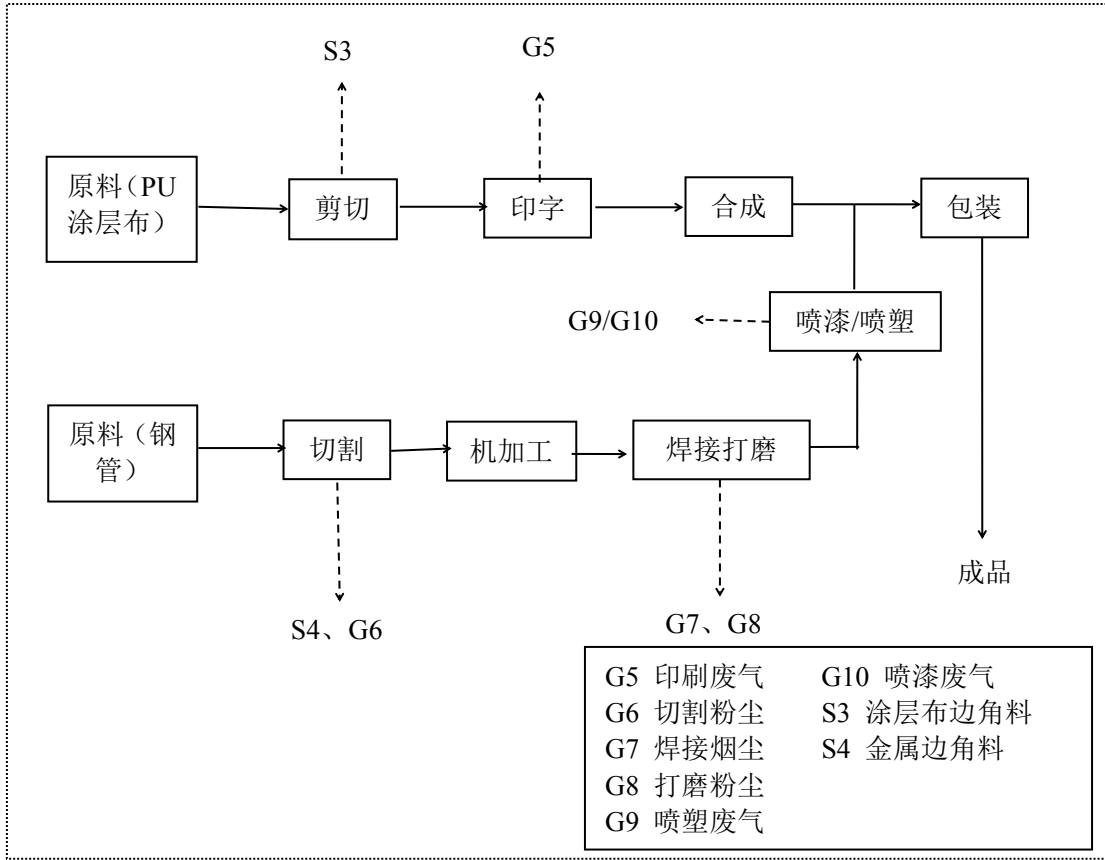 S3
G5
原料（PU
涂层布）
剪切
印字
合成
包装
G9/G10
喷漆/喷塑
原料（钢
管）
切割
机加工
焊接打磨
成品
S4、G6
G7、G8
G5 印刷废气
G10 喷漆废气
G6 切割粉尘
S3 涂层布边角料
G7 焊接烟尘
S4 金属边角料
G8 打磨粉尘
G9 喷塑废气